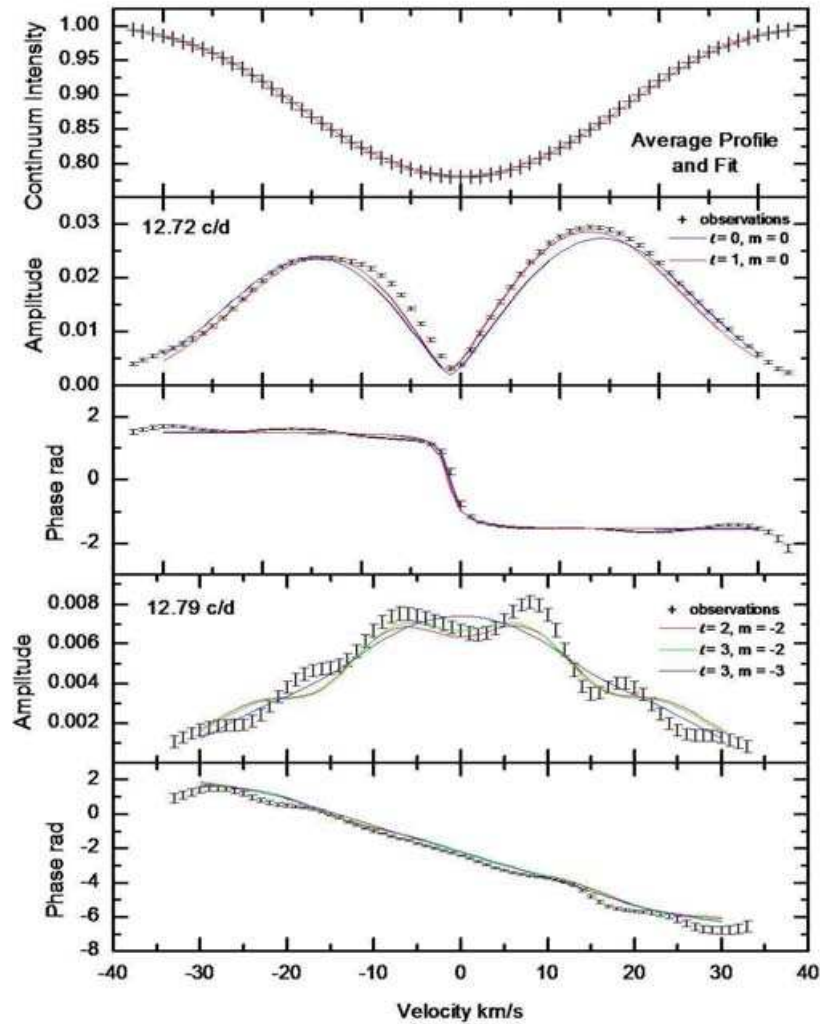 1.00
0.95
0.90
0.85
0.80
Continuum Intensity
Average Profile
and Fit
0.03
0.02
0.01
0.00
Amplitude
12.72 c/d
observations
ℓ= 0, m = 0
ℓ= 1, m = 0
2
0
-2
Phase rad
0.008
0.006
0.004
0.002
Amplitude
12.79 c/d
observations
ℓ= 2, m = -2
ℓ= 3, m = -2
ℓ= 3, m = -3
2
0
-2
-4
-6
-8
Phase rad
-40 -30 -20 -10 0 10 20 30 40
Velocity km/s